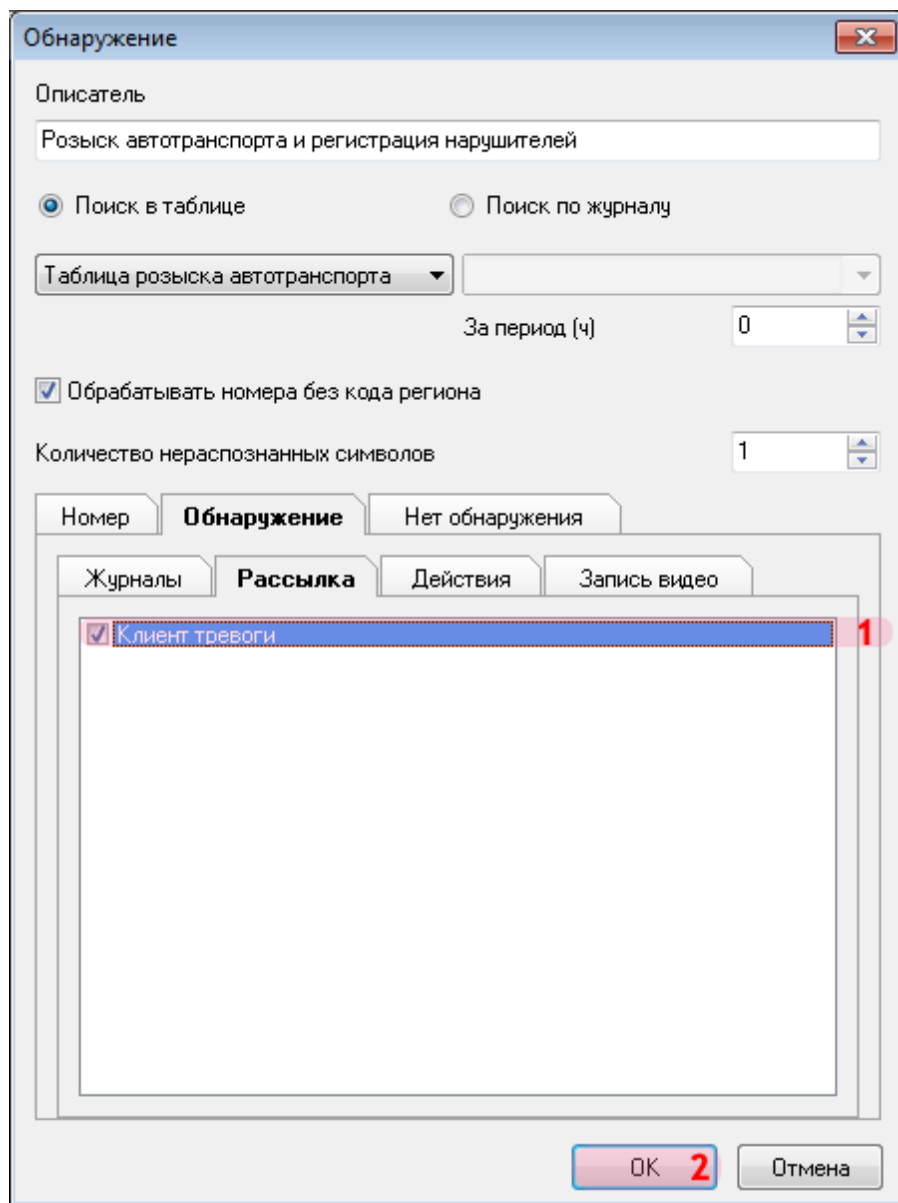 Обнаружение
Описатель
Розыск автотранспорта и регистрация нарушителей
Поиск в таблице Поиск по журналу
Таблица розыска автотранспорта
За период (ч) 0
Обрабатывать номера без кода региона
Количество нераспознанных символов 1
Номер Обнаружение Нет обнаружения
Журналы Рассылка Действия Запись видео
Клиент тревоги 1
ОК 2 Отмена